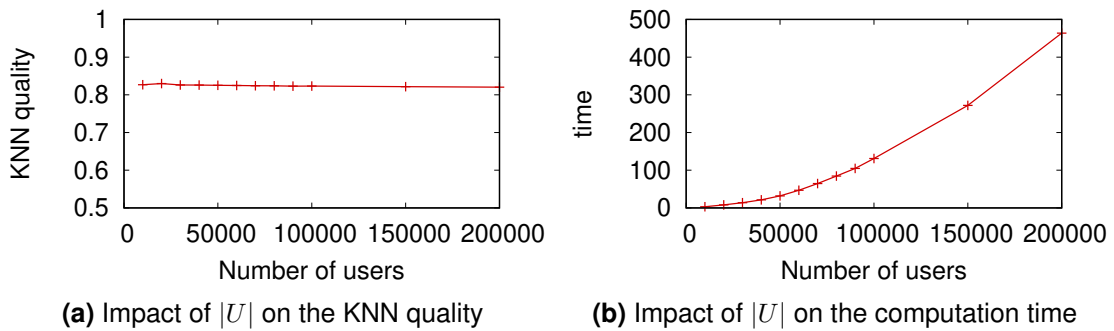 1
0.9
0.8
0.7
0.6
0.5
KNN quality
0 50000 100000 150000 200000
Number of users
(a) Impact of |U| on the KNN quality
500
400
300
200
100
0
time
0 50000 100000 150000 200000
Number of users
(b) Impact of |U| on the computation time